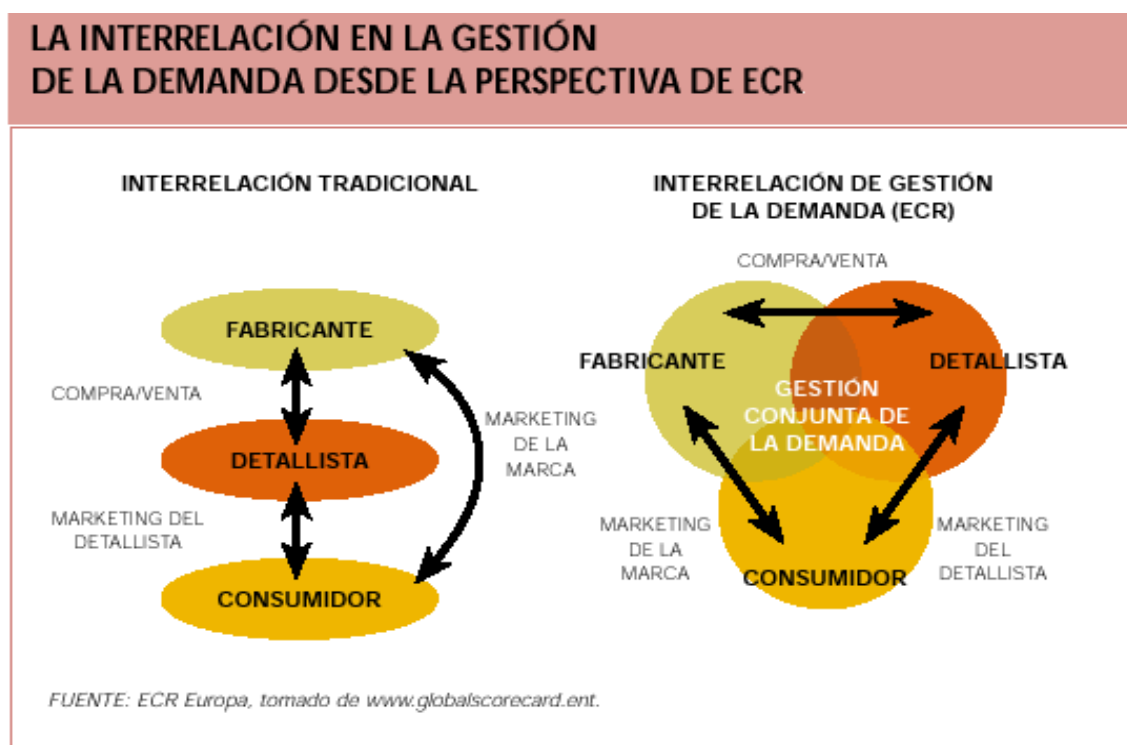 LA INTERRELACIÓN EN LA GESTIÓN
DE LA DEMANDA DESDE LA PERSPECTIVA DE ECR
INTERRELACIÓN TRADICIONAL
FABRICANTE
COMPRA/VENTA
DETALLISTA
MARKETING
DE LA
MARCA
MARKETING DEL
DETALLISTA
CONSUMIDOR
INTERRELACIÓN DE GESTIÓN
DE LA DEMANDA (ECR)
COMPRA/VENTA
FABRICANTE
DETALLISTA
GESTIÓN
CONJUNTA DE
LA DEMANDA
MARKETING
DE LA
MARCA
MARKETING
DEL
DETALLISTA
CONSUMIDOR
FUENTE: ECR Europa, tomado de www.globalscorecard.ent.